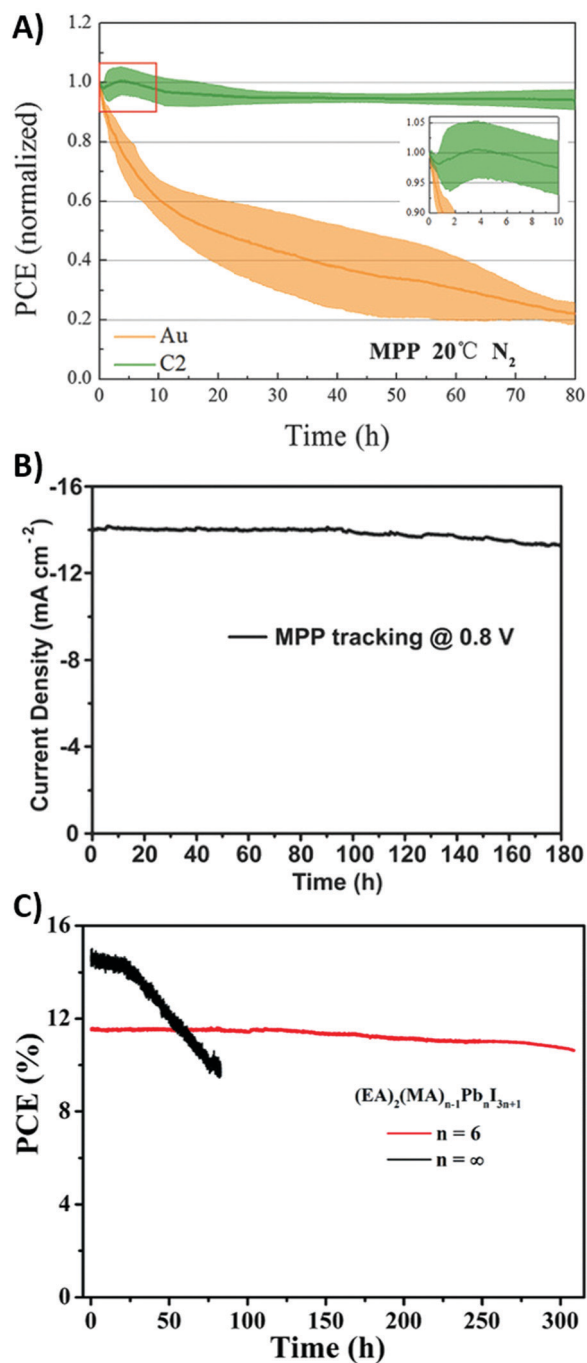 A)
1.2
1.0
0.8
0.6
0.4
0.2
0.0
PCE (normalized)
1.05
1.00
0.95
0.90
0 2 4 6 8 10
Au
C2
MPP 20℃ N₂
0 10 20 30 40 50 60 70 80
Time (h)
B)
-16
-12
-8
-4
0
Current Density (mA cm⁻²)
MPP tracking @ 0.8 V
0 20 40 60 80 100 120 140 160 180
Time (h)
C)
16
12
8
4
0
PCE (%)
(EA)₂(MA)ₙ₋₁PbₙI₃ₙ₊₁
n = 6
n = ∞
0 50 100 150 200 250 300
Time (h)